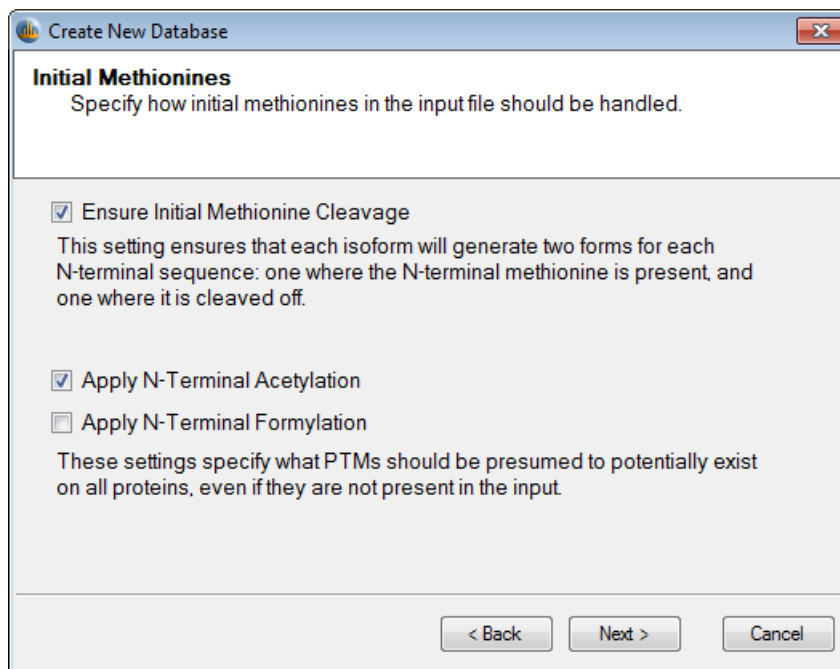 Create New Database
Initial Methionines
Specify how initial methionines in the input file should be handled.
Ensure Initial Methionine Cleavage
This setting ensures that each isoform will generate two forms for each
N-terminal sequence: one where the N-terminal methionine is present, and
one where it is cleaved off.
Apply N-Terminal Acetylation
Apply N-Terminal Formylation
These settings specify what PTMs should be presumed to potentially exist
on all proteins, even if they are not present in the input.
< Back
Next >
Cancel